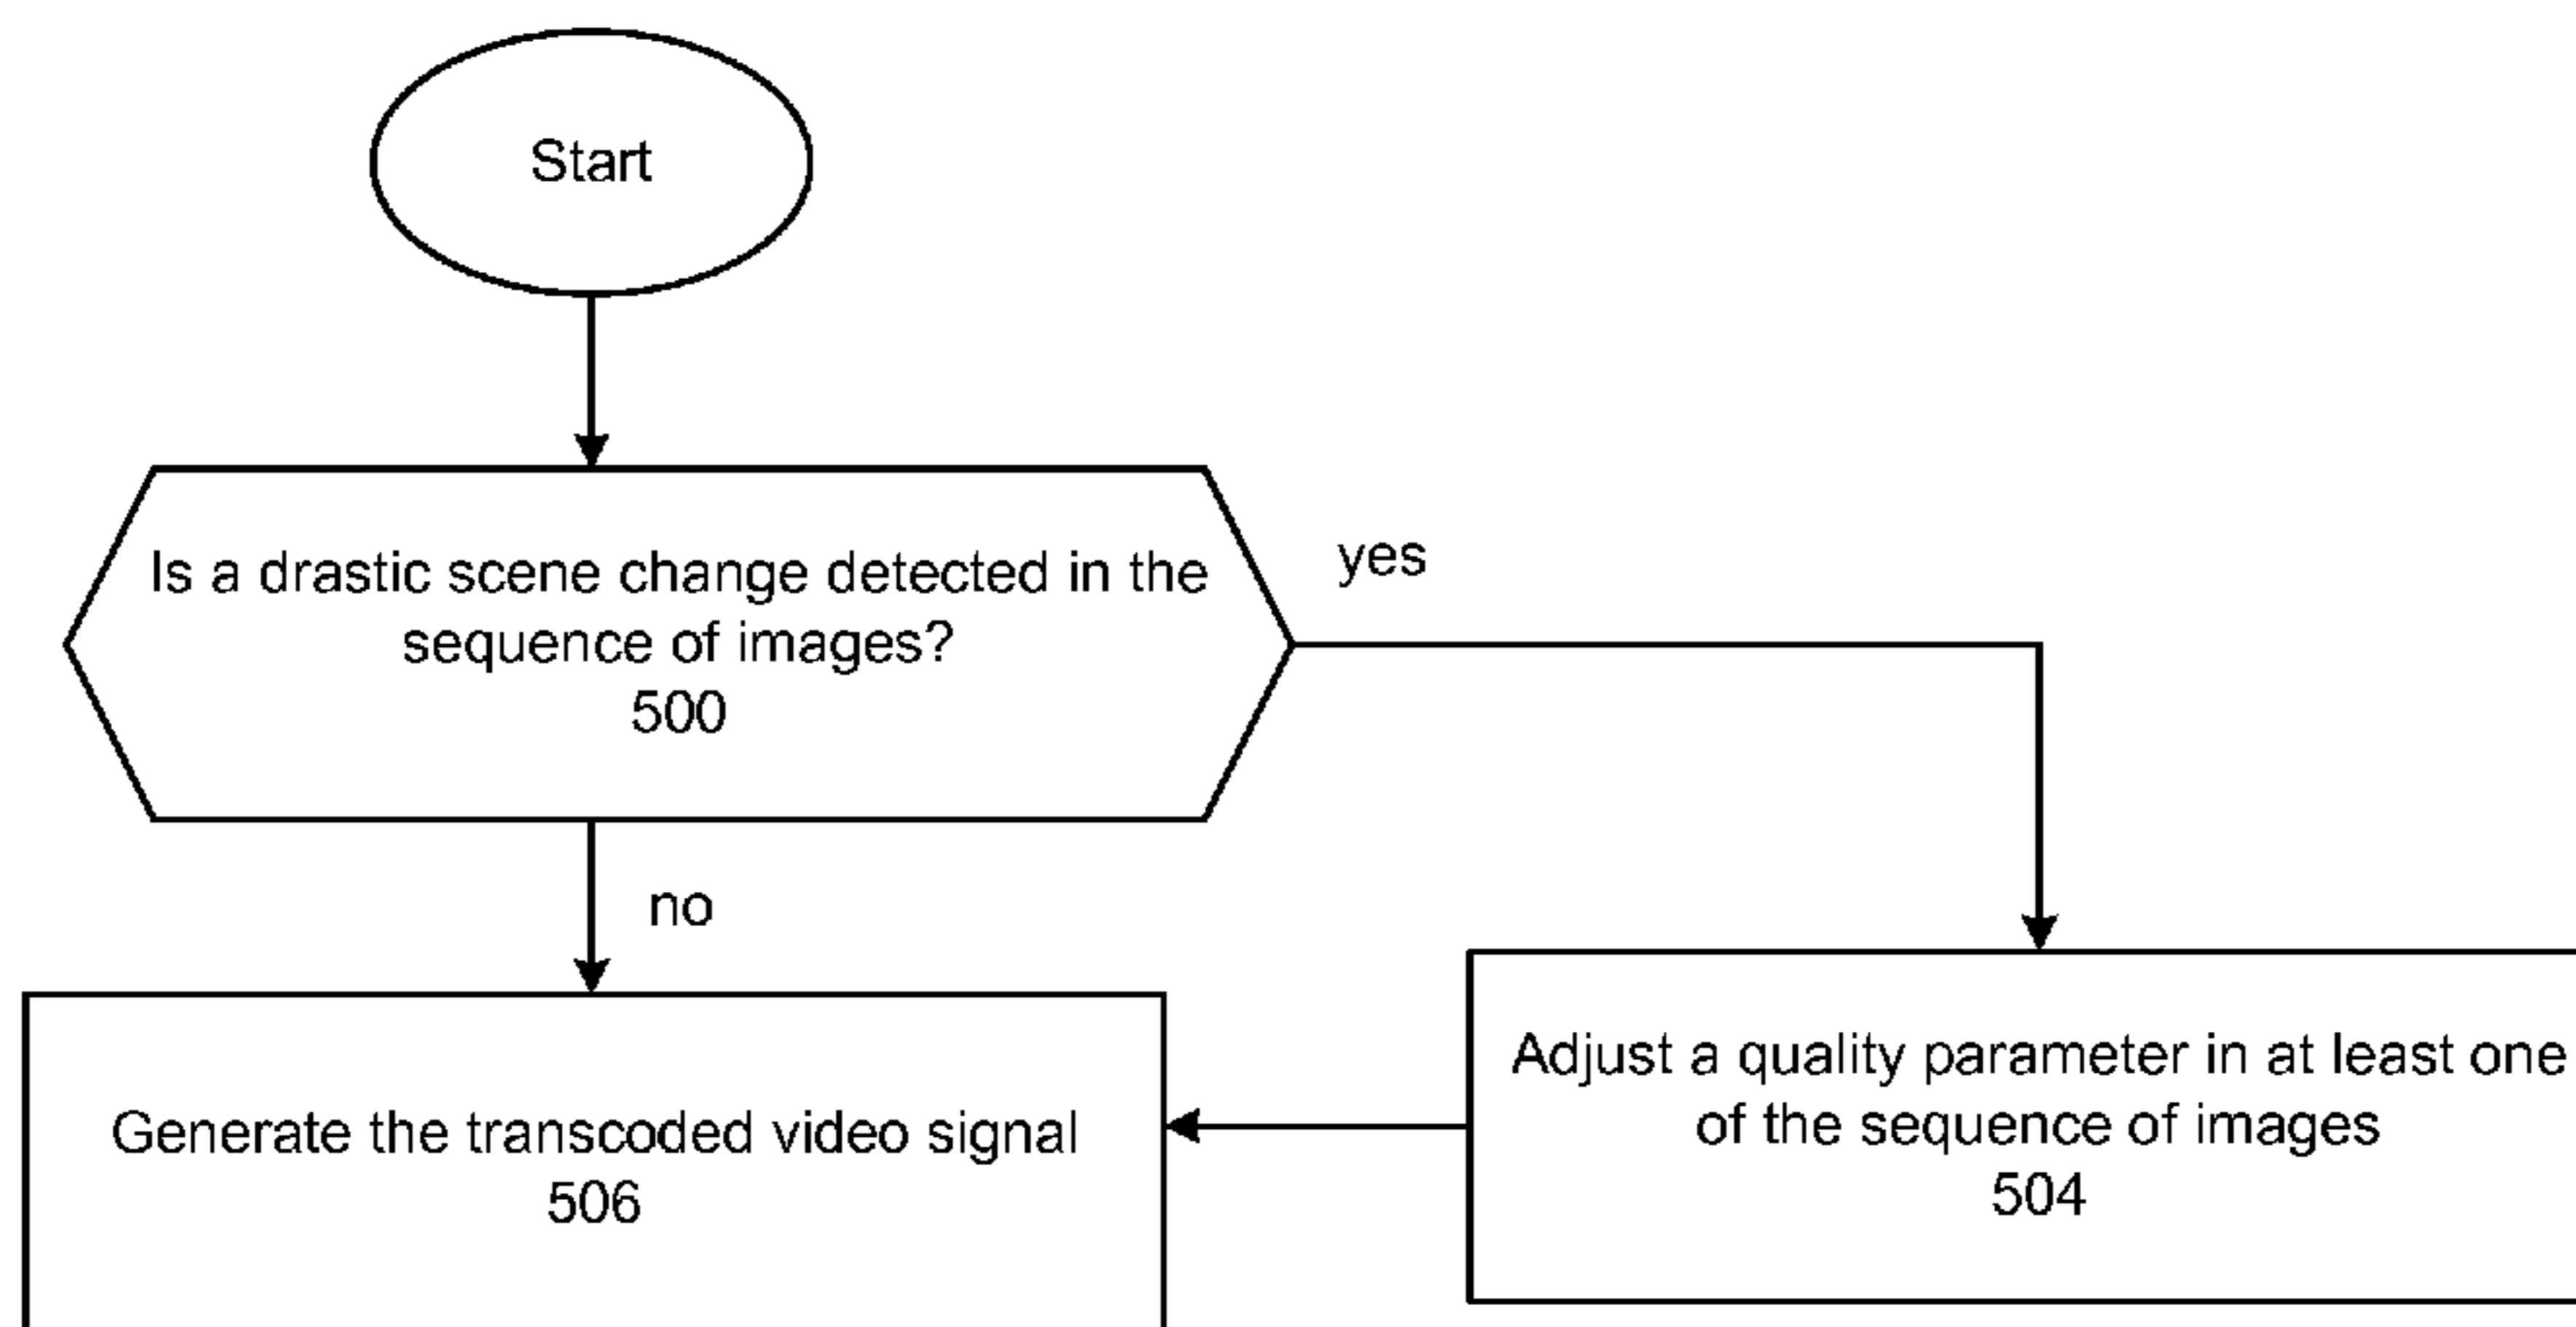 Start
Is a drastic scene change detected in the
sequence of images?
500
yes
no
Generate the transcoded video signal
506
Adjust a quality parameter in at least one
of the sequence of images
504